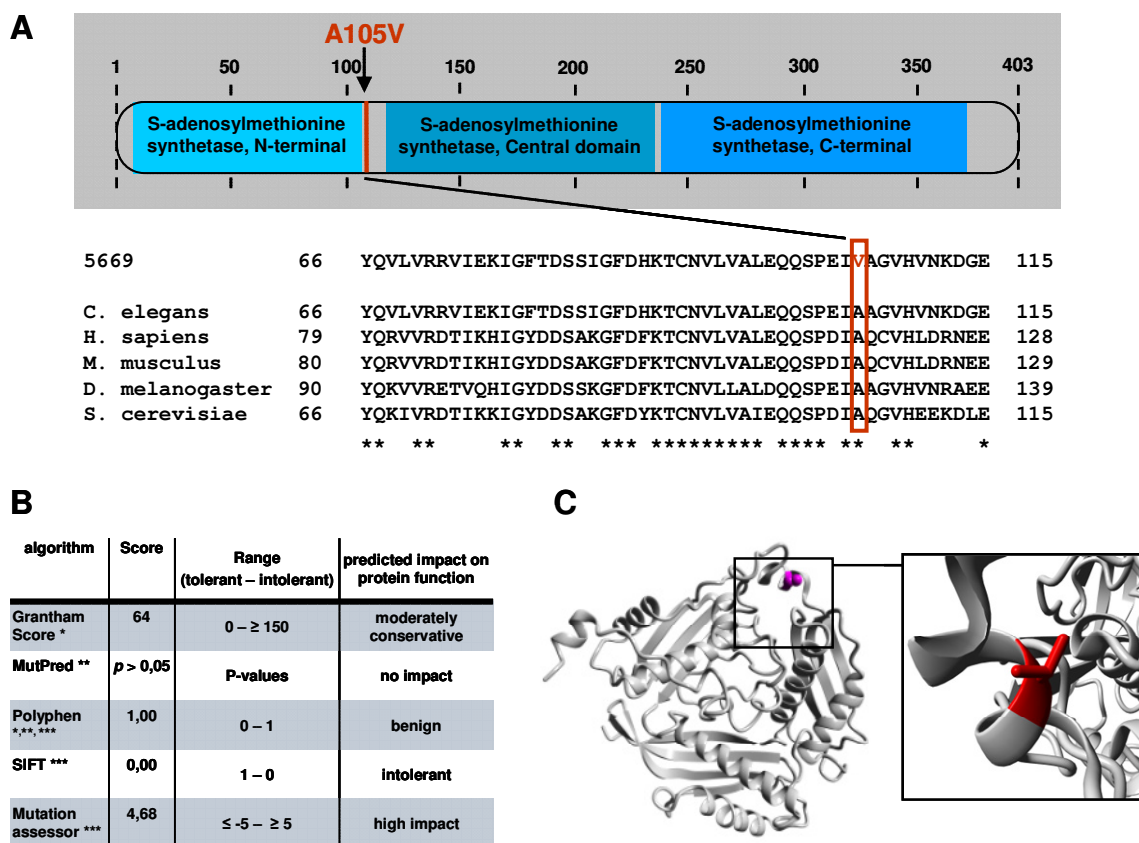 A
A105V
1 50 100 150 200 250 300 350 403
S-adenosylmethionine
synthetase, N-terminal
S-adenosylmethionine
synthetase, Central domain
S-adenosylmethionine
synthetase, C-terminal
5669 66 YQVLVRRVIEKIGFTDSSIGFDHKTCNVLVALEQQSPEIVAGVHVNKDGE 115
C. elegans 66 YQVLVRRVIEKIGFTDSSIGFDHKTCNVLVALEQQSPEIAAGVHVNKDGE 115
H. sapiens 79 YQRVVRDTIKHIGYDDSAKGFDFKTCNVLVALEQQSPDIAQCVHLDRNEE 128
M. musculus 80 YQRVVRDTIKHIGYDDSAKGFDFKTCNVLVALEQQSPDIAQCVHLDRNEE 129
D. melanogaster 90 YQKVVRETVQHIGYDDSSKGFDFKTCNVLLALDQQSPEIAAGVHVNRAEE 139
S. cerevisiae 66 YQKIVRDTIKKIGYDDSAKGFDYKTCNVLVAIEQQSPDIAQGVHEEKDLE 115
** ** ** ** *** ********* **** ** ** *
B
algorithm Score Range (tolerant – intolerant) predicted impact on protein function
Grantham Score * 64 0 – ≥ 150 moderately conservative
MutPred ** p > 0,05 P-values no impact
Polyphen *,**,*** 1,00 0 – 1 benign
SIFT *** 0,00 1 – 0 intolerant
Mutation assessor *** 4,68 ≤ -5 – ≥ 5 high impact
C